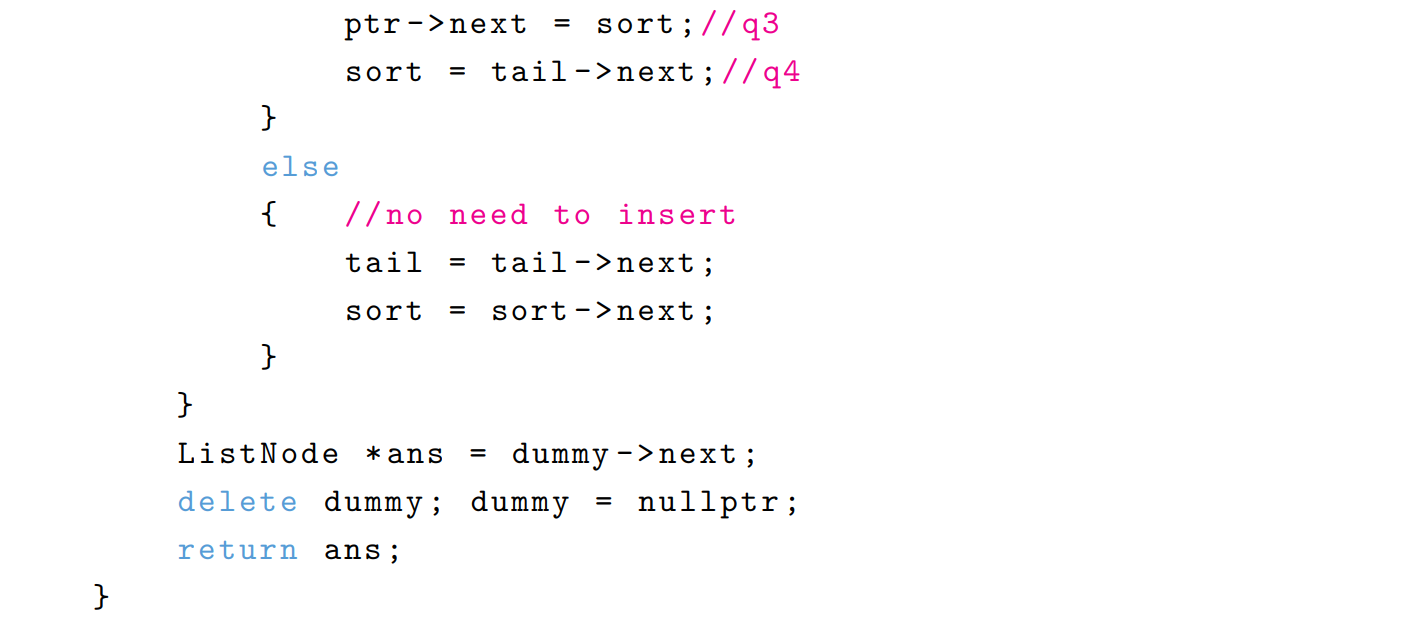 ptr->next = sort;//q3
sort = tail->next;//q4
}
else
{ //no need to insert
tail = tail->next;
sort = sort->next;
}
}
ListNode *ans = dummy->next;
delete dummy; dummy = nullptr;
return ans;
}